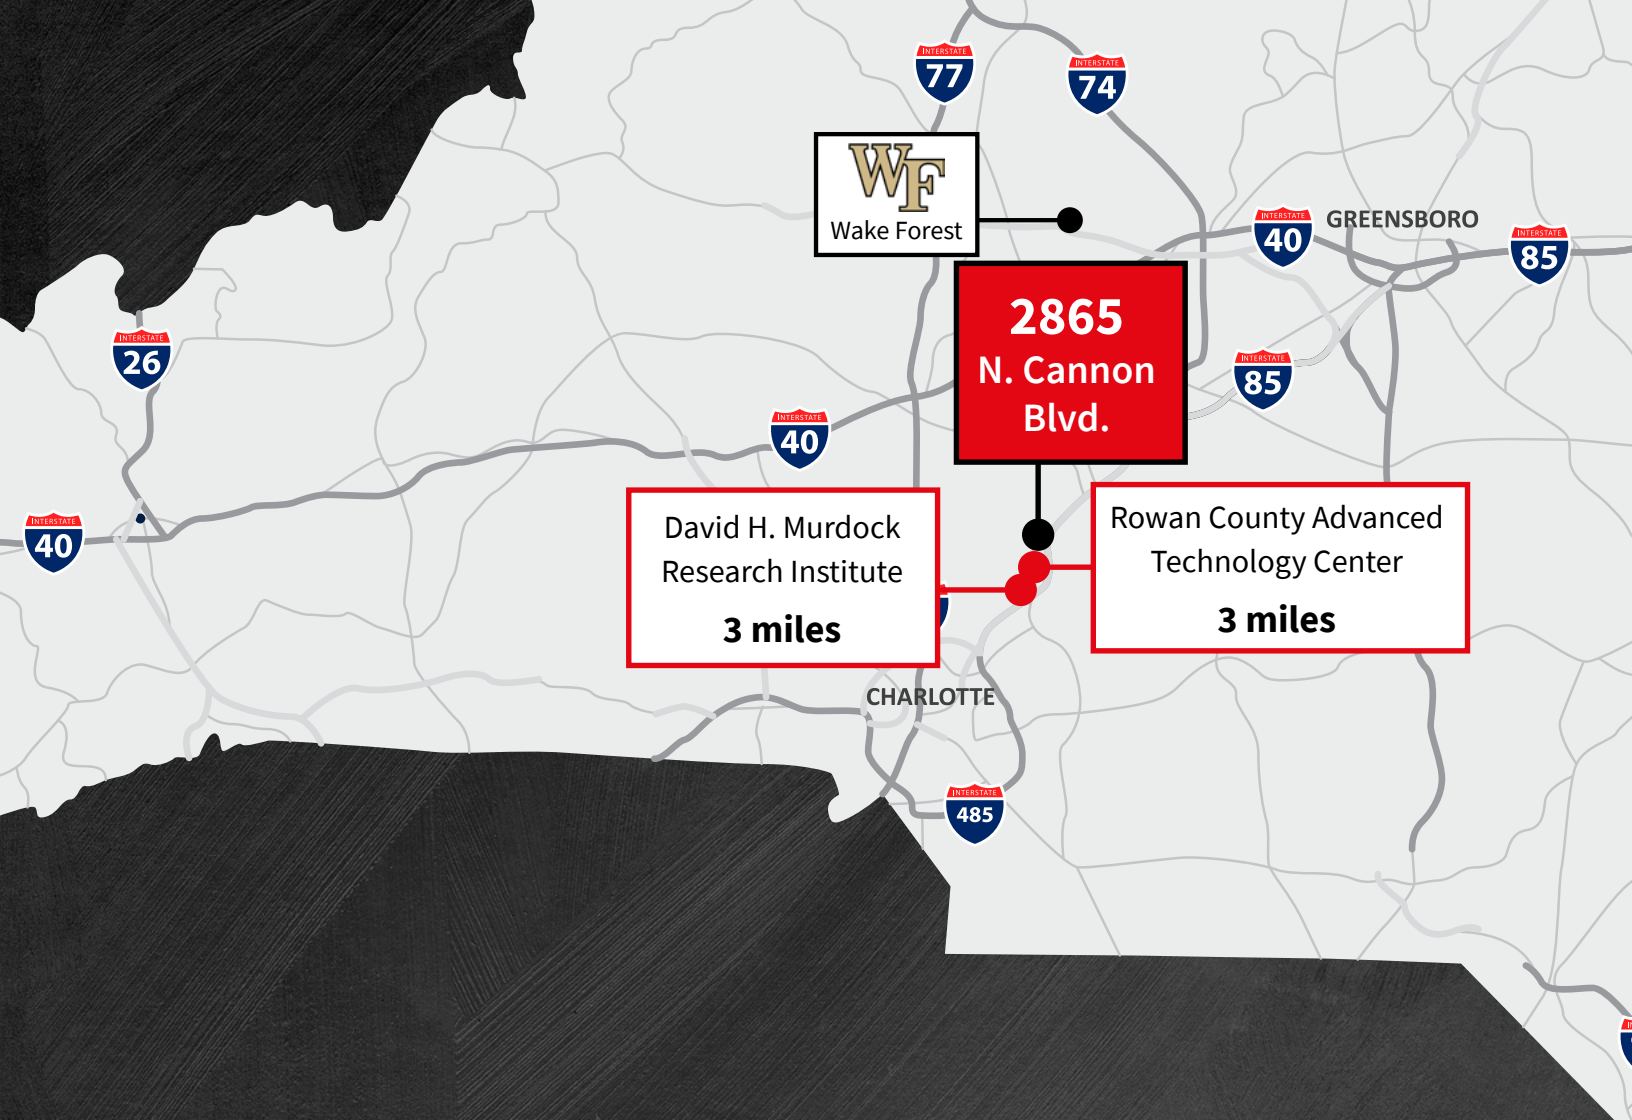 INTERSTATE
77
INTERSTATE
74
WF
Wake Forest
INTERSTATE
40
GREENSBORO
INTERSTATE
85
2865
N. Cannon
Blvd.
INTERSTATE
26
INTERSTATE
85
INTERSTATE
40
David H. Murdock
Research Institute
3 miles
Rowan County Advanced
Technology Center
3 miles
INTERSTATE
40
CHARLOTTE
INTERSTATE
485